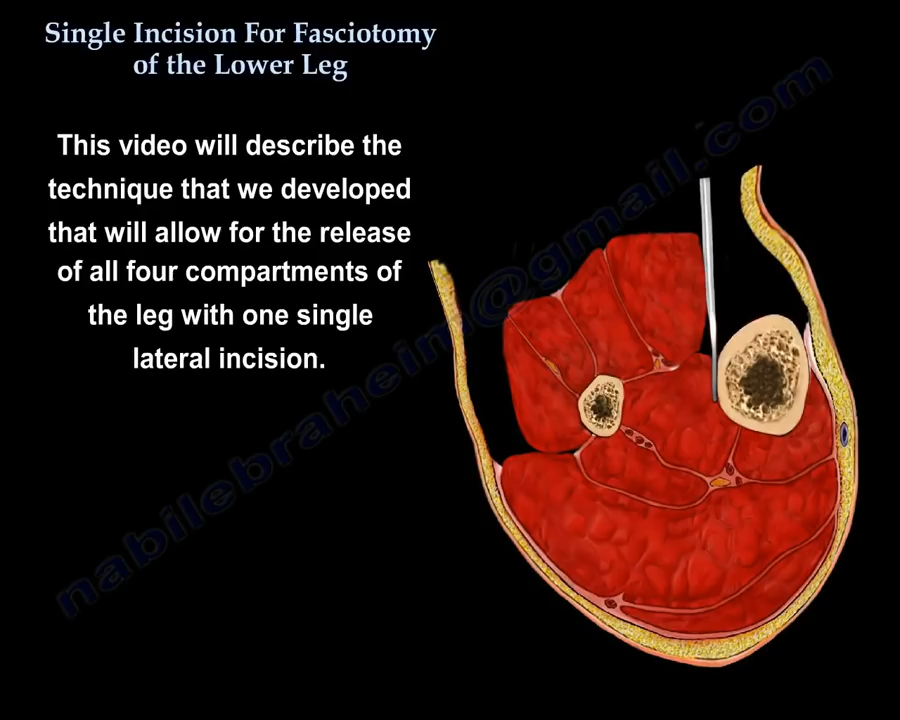 Single Incision For Fasciotomy
of the Lower Leg
This video will describe the
technique that we developed
that will allow for the release
of all four compartments of
the leg with one single
lateral incision.
nabilebraheim@gmail.com